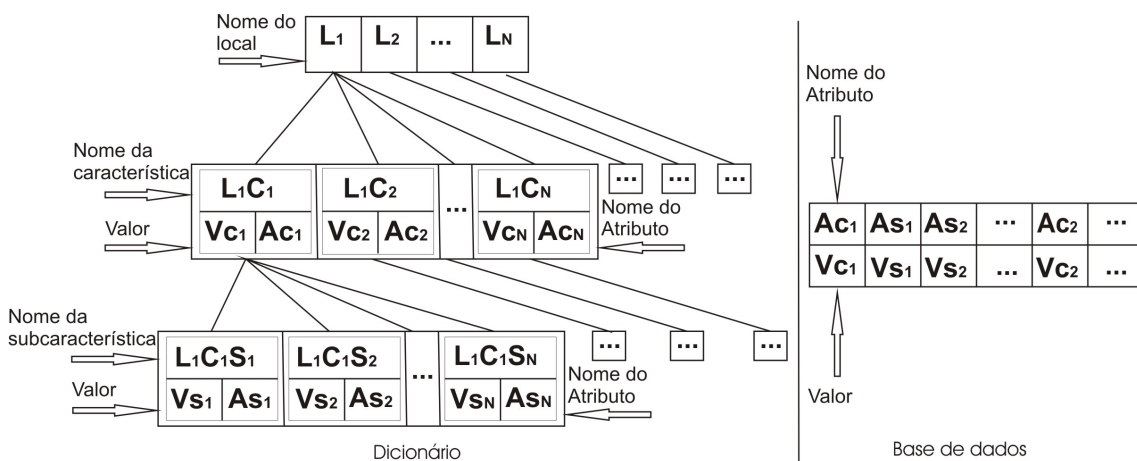 Nome do
local
L1 L2 ... LN
Nome da
característica
L1C1 L1C2 ... L1CN
... ... ...
Valor
Vc1 Ac1 Vc2 Ac2 VcN AcN
Nome do
Atributo
Nome da
subcaracterística
L1C1S1 L1C1S2 ... L1C1SN
... ... ...
Valor
Vs1 As1 Vs2 As2 VsN AsN
Nome do
Atributo
Dicionário
Nome do
Atributo
Ac1 As1 As2 ... Ac2 ...
Vc1 Vs1 Vs2 ... Vc2 ...
Valor
Base de dados